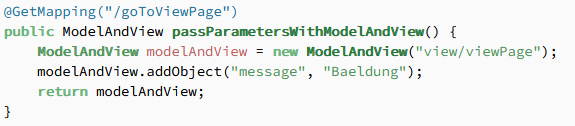 @GetMapping("/goToViewPage")
public ModelAndView passParametersWithModelAndView() {
    ModelAndView modelAndView = new ModelAndView("view/viewPage");
    modelAndView.addObject("message", "Baeldung");
    return modelAndView;
}